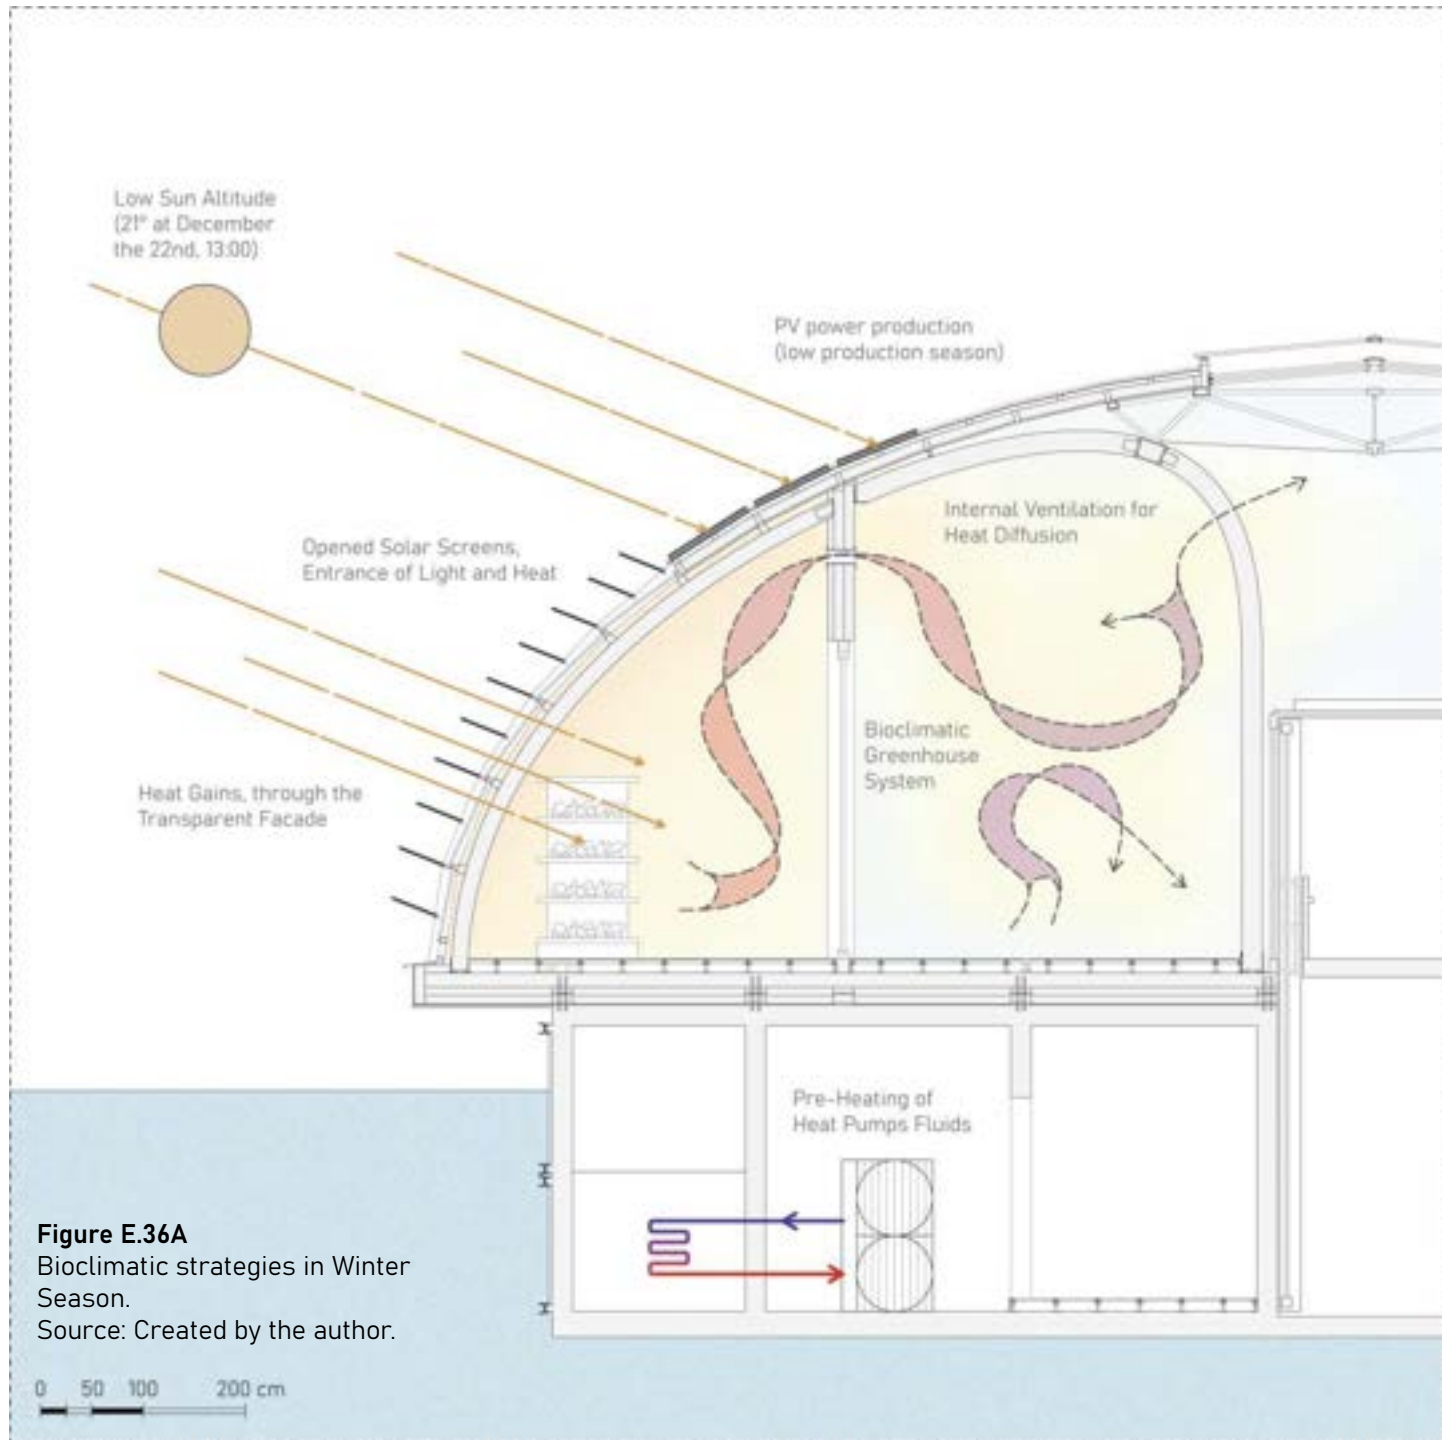 Low Sun Altitude
(21° at December
the 22nd, 13:00)
PV power production
(low production season)
Internal Ventilation for
Heat Diffusion
Opened Solar Screens,
Entrance of Light and Heat
Bioclimatic
Greenhouse
System
Heat Gains, through the
Transparent Facade
Pre-Heating of
Heat Pumps Fluids
Figure E.36A
Bioclimatic strategies in Winter
Season.
Source: Created by the author.
0 50 100 200 cm